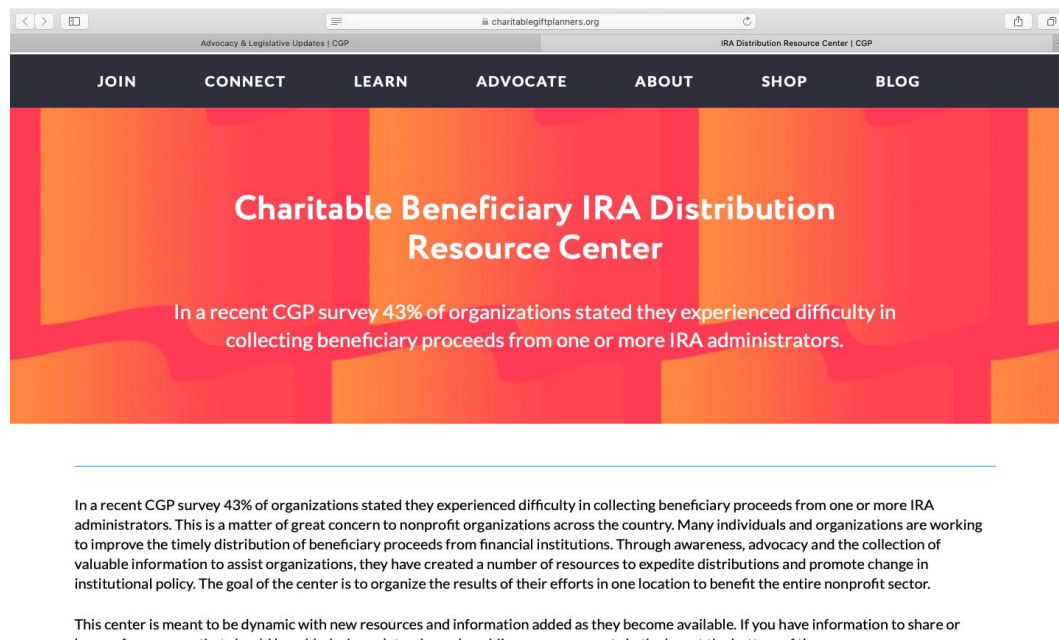 charitablegiftplanners.org
Advocacy & Legislative Updates | CGP
IRA Distribution Resource Center | CGP
JOIN CONNECT LEARN ADVOCATE ABOUT SHOP BLOG
Charitable Beneficiary IRA Distribution
Resource Center
In a recent CGP survey 43% of organizations stated they experienced difficulty in
collecting beneficiary proceeds from one or more IRA administrators.
In a recent CGP survey 43% of organizations stated they experienced difficulty in collecting beneficiary proceeds from one or more IRA
administrators. This is a matter of great concern to nonprofit organizations across the country. Many individuals and organizations are working
to improve the timely distribution of beneficiary proceeds from financial institutions. Through awareness, advocacy and the collection of
valuable information to assist organizations, they have created a number of resources to expedite distributions and promote change in
institutional policy. The goal of the center is to organize the results of their efforts in one location to benefit the entire nonprofit sector.
This center is meant to be dynamic with new resources and information added as they become available. If you have information to share or